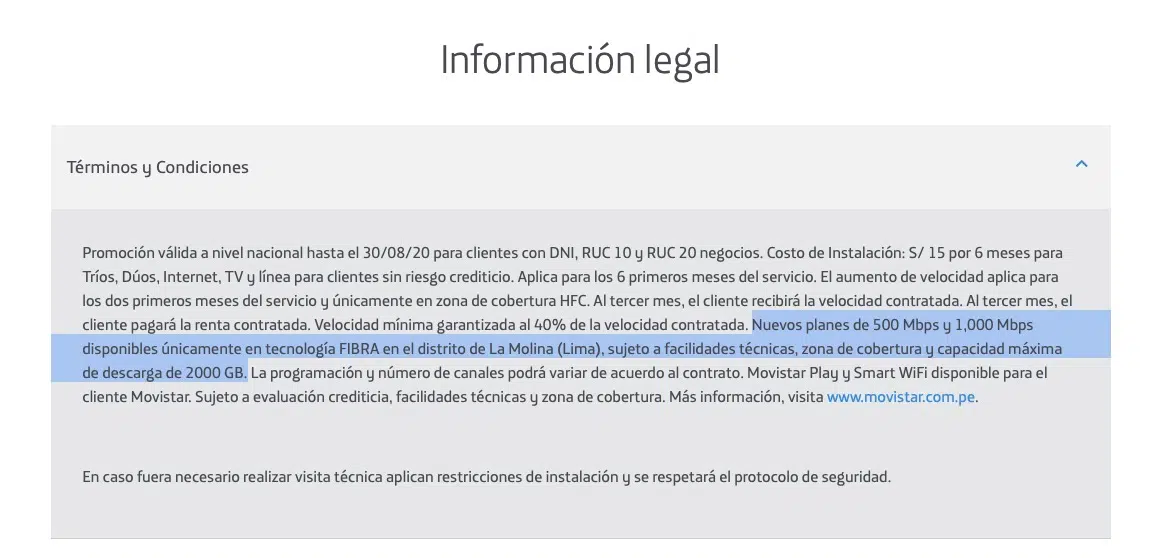 Información legal
Términos y Condiciones
Promoción válida a nivel nacional hasta el 30/08/20 para clientes con DNI, RUC 10 y RUC 20 negocios. Costo de Instalación: S/ 15 por 6 meses para
Tríos, Dúos, Internet, TV y línea para clientes sin riesgo crediticio. Aplica para los 6 primeros meses del servicio. El aumento de velocidad aplica para
los dos primeros meses del servicio y únicamente en zona de cobertura HFC. Al tercer mes, el cliente recibirá la velocidad contratada. Al tercer mes, el
cliente pagará la renta contratada. Velocidad mínima garantizada al 40% de la velocidad contratada. Nuevos planes de 500 Mbps y 1,000 Mbps
disponibles únicamente en tecnología FIBRA en el distrito de La Molina (Lima), sujeto a facilidades técnicas, zona de cobertura y capacidad máxima
de descarga de 2000 GB. La programación y número de canales podrá variar de acuerdo al contrato. Movistar Play y Smart WiFi disponible para el
cliente Movistar. Sujeto a evaluación crediticia, facilidades técnicas y zona de cobertura. Más información, visita www.movistar.com.pe.
En caso fuera necesario realizar visita técnica aplican restricciones de instalación y se respetará el protocolo de seguridad.